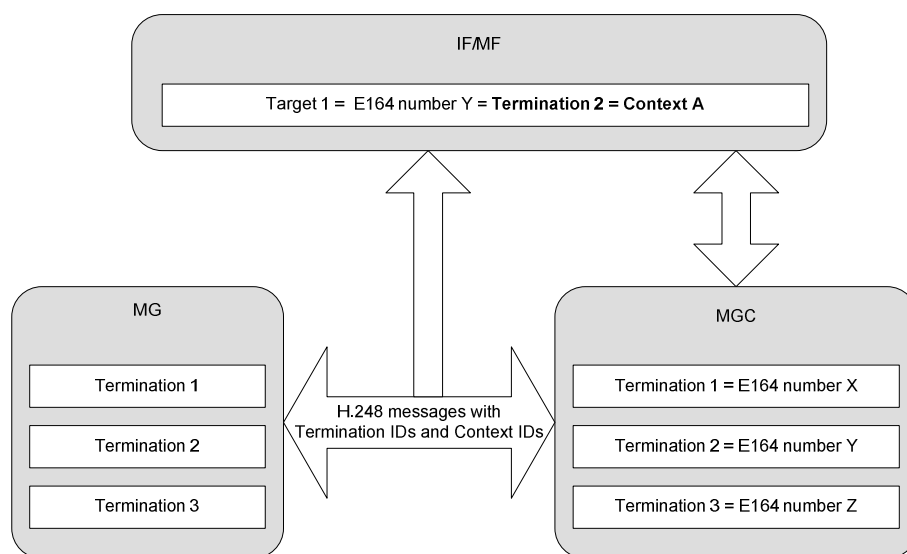 IF/MF
Target 1 = E164 number Y = Termination 2 = Context A
MG
Termination 1
Termination 2
Termination 3
H.248 messages with
Termination IDs and Context IDs
MGC
Termination 1 = E164 number X
Termination 2 = E164 number Y
Termination 3 = E164 number Z